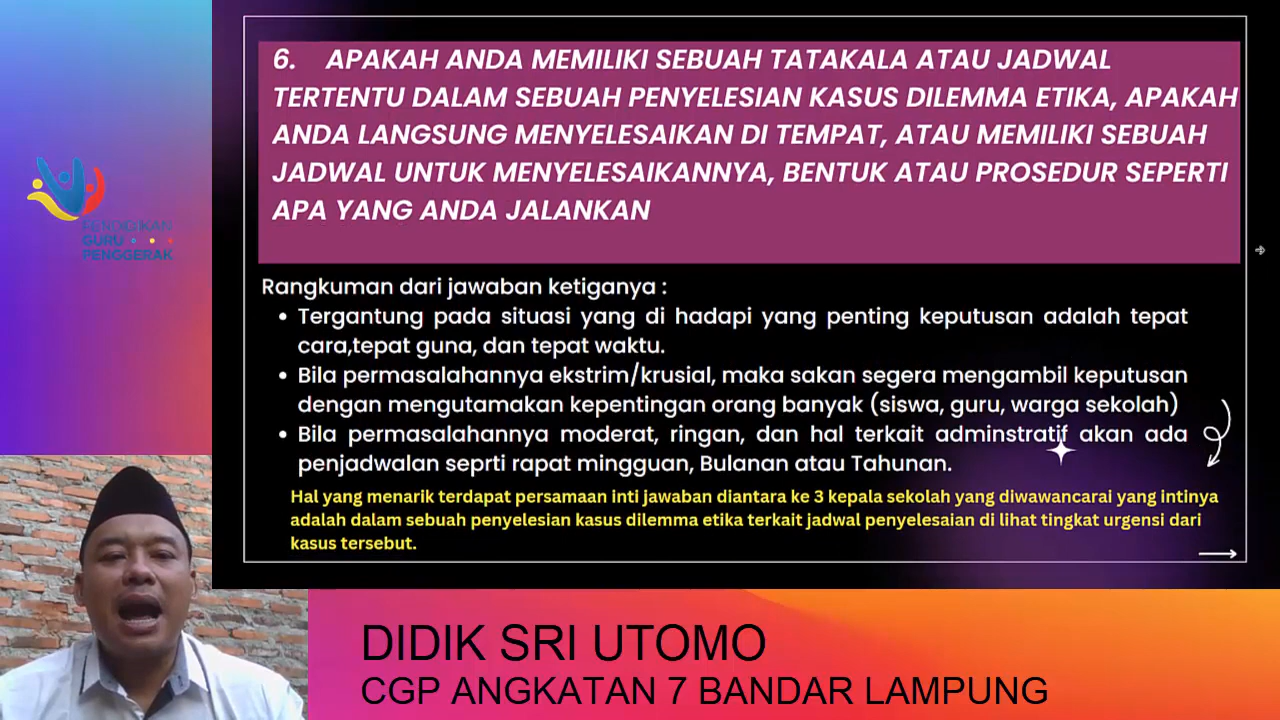 PENDIDIKAN
GURU
PENGGERAK
6. APAKAH ANDA MEMILIKI SEBUAH TATAKALA ATAU JADWAL
TERTENTU DALAM SEBUAH PENYELESIAN KASUS DILEMMA ETIKA, APAKAH
ANDA LANGSUNG MENYELESAIKAN DI TEMPAT, ATAU MEMILIKI SEBUAH
JADWAL UNTUK MENYELESAIKANNYA, BENTUK ATAU PROSEDUR SEPERTI
APA YANG ANDA JALANKAN
Rangkuman dari jawaban ketiganya :
• Tergantung pada situasi yang di hadapi yang penting keputusan adalah tepat
cara,tepat guna, dan tepat waktu.
• Bila permasalahannya ekstrim/krusial, maka sakan segera mengambil keputusan
dengan mengutamakan kepentingan orang banyak (siswa, guru, warga sekolah)
• Bila permasalahannya moderat, ringan, dan hal terkait adminstratif akan ada
penjadwalan seprti rapat mingguan, Bulanan atau Tahunan.
Hal yang menarik terdapat persamaan inti jawaban diantara ke 3 kepala sekolah yang diwawancarai yang intinya
adalah dalam sebuah penyelesian kasus dilemma etika terkait jadwal penyelesaian di lihat tingkat urgensi dari
kasus tersebut.
DIDIK SRI UTOMO
CGP ANGKATAN 7 BANDAR LAMPUNG